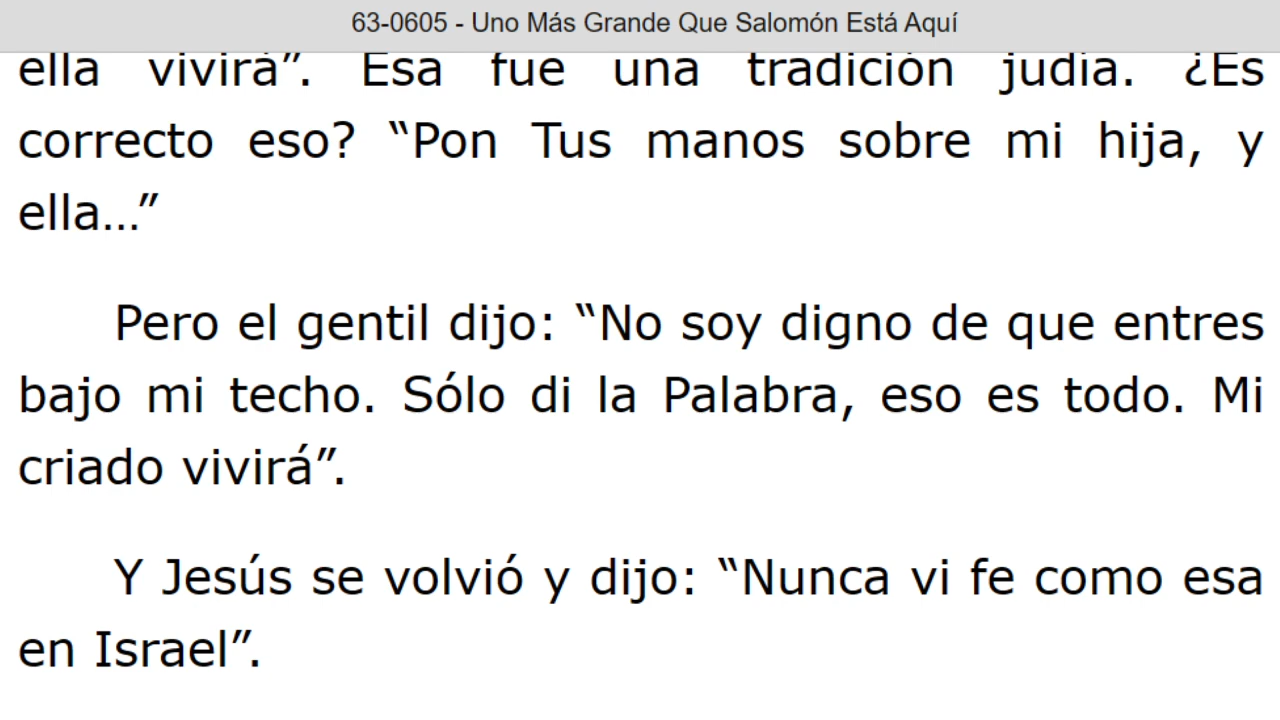 63-0605 - Uno Más Grande Que Salomón Está Aquí
ella vivirá”. Esa fue una tradición judía. ¿Es
correcto eso? “Pon Tus manos sobre mi hija, y
ella…”
Pero el gentil dijo: “No soy digno de que entres
bajo mi techo. Sólo di la Palabra, eso es todo. Mi
criado vivirá”.
Y Jesús se volvió y dijo: “Nunca vi fe como esa
en Israel”.